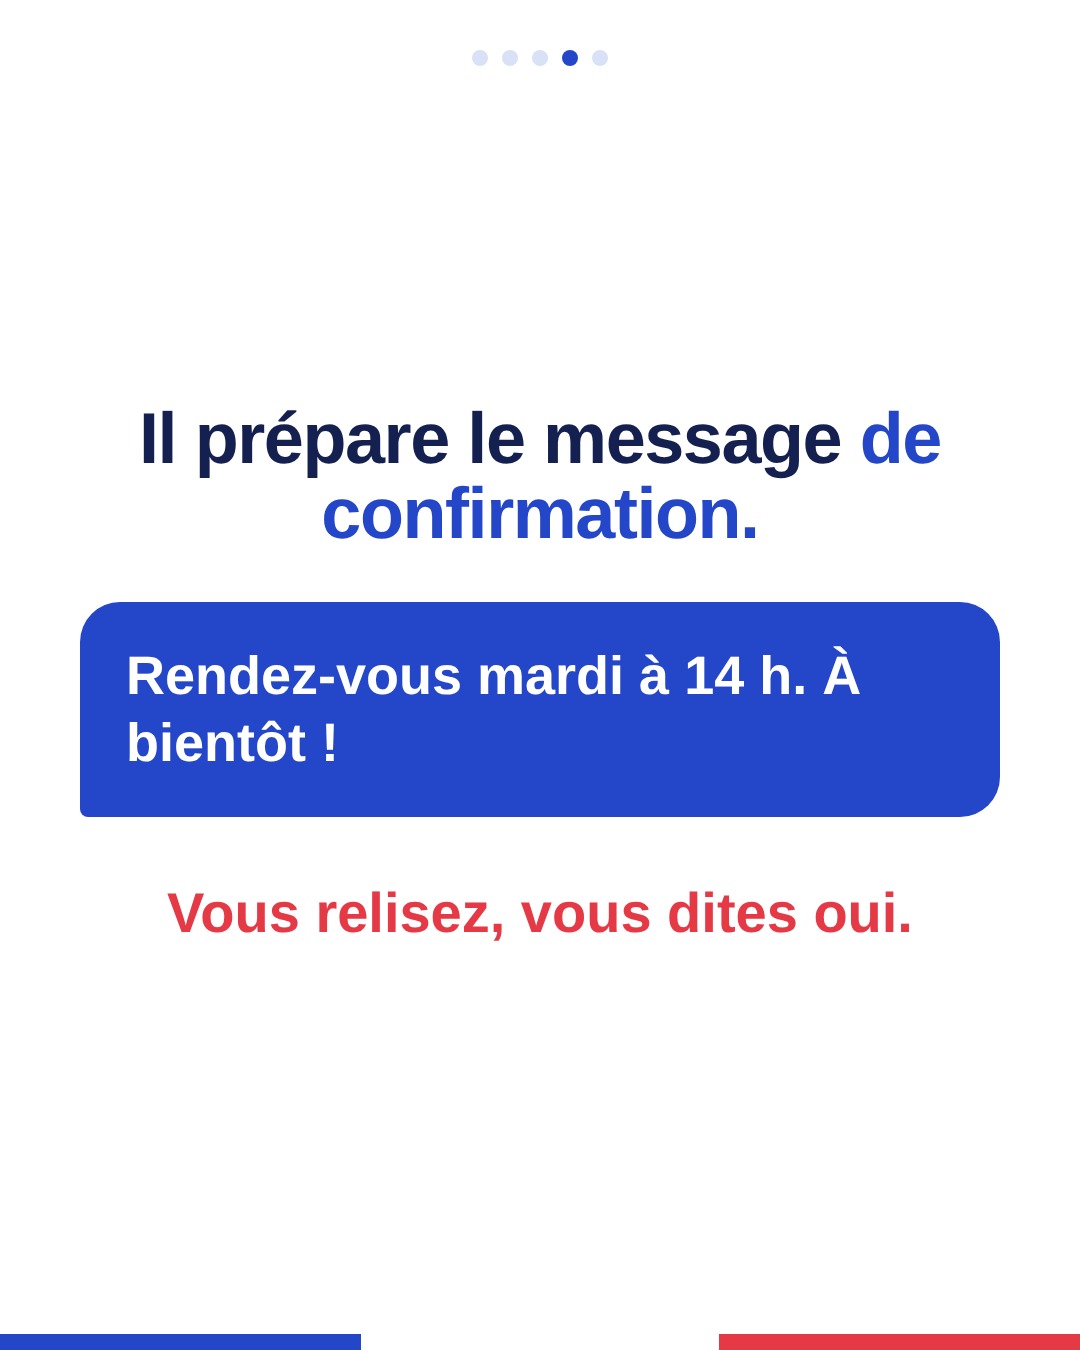 Il prépare le message de
confirmation.
Rendez-vous mardi à 14 h. À
bientôt !
Vous relisez, vous dites oui.